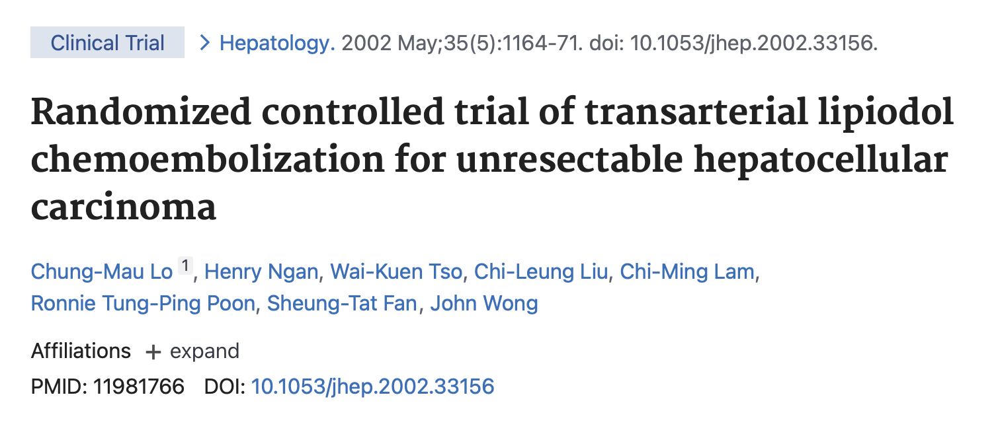 Clinical Trial > Hepatology. 2002 May;35(5):1164-71. doi: 10.1053/jhep.2002.33156.
Randomized controlled trial of transarterial lipiodol
chemoembolization for unresectable hepatocellular
carcinoma
Chung-Mau Lo 1, Henry Ngan, Wai-Kuen Tso, Chi-Leung Liu, Chi-Ming Lam,
Ronnie Tung-Ping Poon, Sheung-Tat Fan, John Wong
Affiliations + expand
PMID: 11981766 DOI: 10.1053/jhep.2002.33156